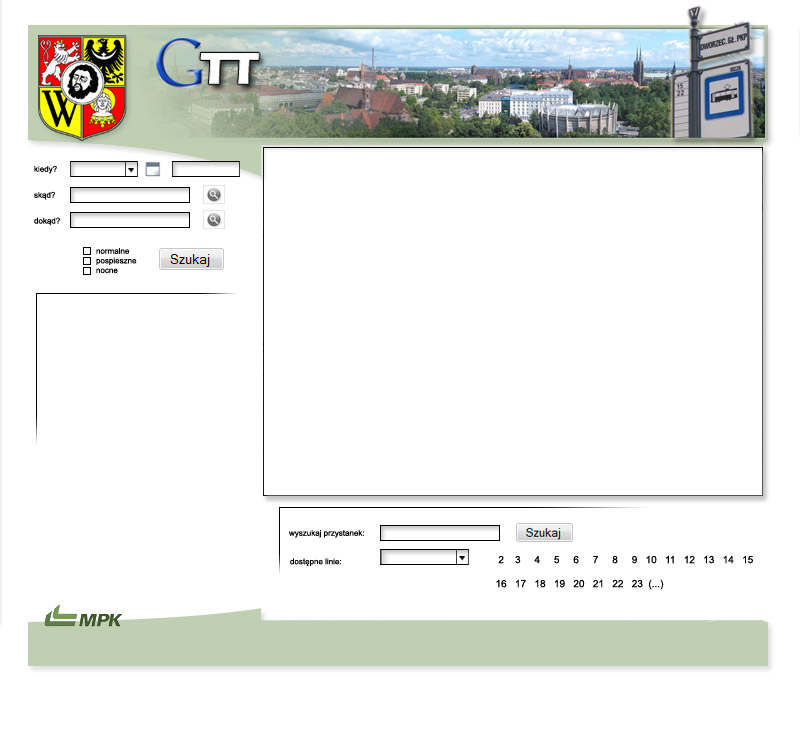 W
GTT
DWORZEC.GŁ.PKP
15
22
kiedy?
skąd?
dokąd?
normalne
pospieszne
nocne
Szukaj
wyszukaj przystanek:
Szukaj
dostępne linie:
2 3 4 5 6 7 8 9 10 11 12 13 14 15
16 17 18 19 20 21 22 23 (...)
MPK